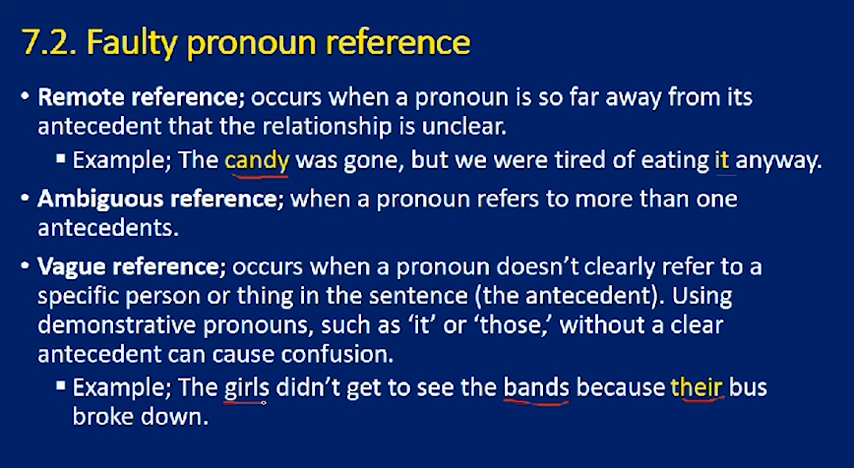 7.2. Faulty pronoun reference
• Remote reference; occurs when a pronoun is so far away from its
antecedent that the relationship is unclear.
▪ Example; The candy was gone, but we were tired of eating it anyway.
• Ambiguous reference; when a pronoun refers to more than one
antecedents.
• Vague reference; occurs when a pronoun doesn’t clearly refer to a
specific person or thing in the sentence (the antecedent). Using
demonstrative pronouns, such as ‘it’ or ‘those,’ without a clear
antecedent can cause confusion.
▪ Example; The girls didn’t get to see the bands because their bus
broke down.